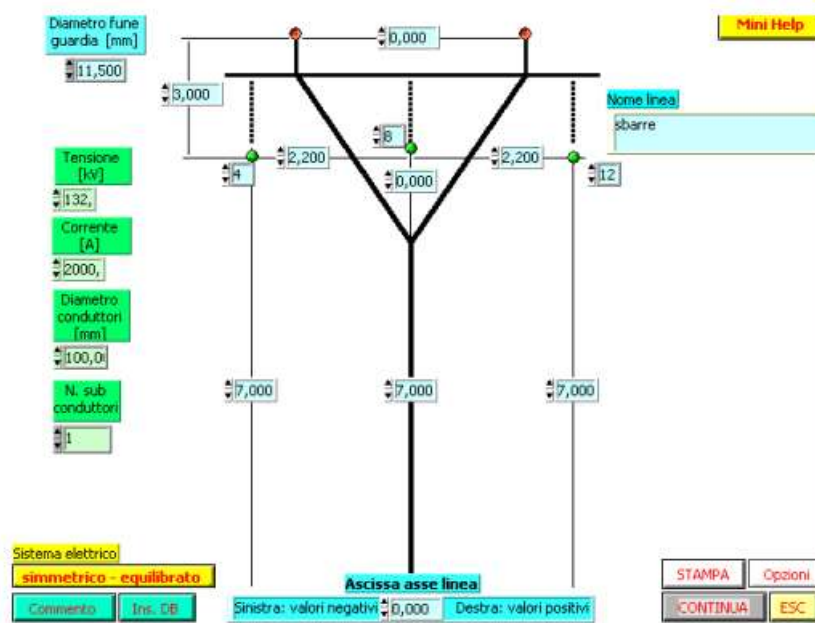 Diametro fune
guardia [mm]
11,500
0,000
Mini Help
3,000
Nome linea
sbarre
8
Tensione
[kV]
132,
4
2,200
2,200
12
0,000
Corrente
[A]
2000,
Diametro
conduttori
[mm]
100,0
N. sub
conduttori
1
7,000
7,000
7,000
Sistema elettrico
simmetrico - equilibrato
Commento
Ins. DB
Ascissa asse linea
Sinistra: valori negativi
0,000
Destra: valori positivi
STAMPA
Opzioni
CONTINUA
ESC